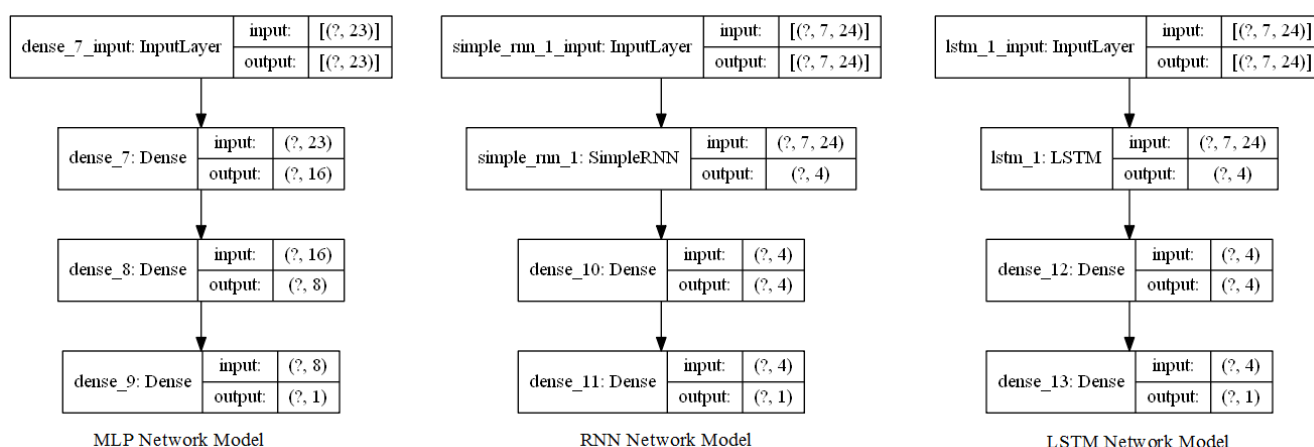 dense_7_input: InputLayer
input: [(?, 23)]
output: [(?, 23)]
dense_7: Dense
input: (?, 23)
output: (?, 16)
dense_8: Dense
input: (?, 16)
output: (?, 8)
dense_9: Dense
input: (?, 8)
output: (?, 1)
MLP Network Model
simple_rnn_1_input: InputLayer
input: [(?, 7, 24)]
output: [(?, 7, 24)]
simple_rnn_1: SimpleRNN
input: (?, 7, 24)
output: (?, 4)
dense_10: Dense
input: (?, 4)
output: (?, 4)
dense_11: Dense
input: (?, 4)
output: (?, 1)
RNN Network Model
lstm_1_input: InputLayer
input: [(?, 7, 24)]
output: [(?, 7, 24)]
lstm_1: LSTM
input: (?, 7, 24)
output: (?, 4)
dense_12: Dense
input: (?, 4)
output: (?, 4)
dense_13: Dense
input: (?, 4)
output: (?, 1)
LSTM Network Model